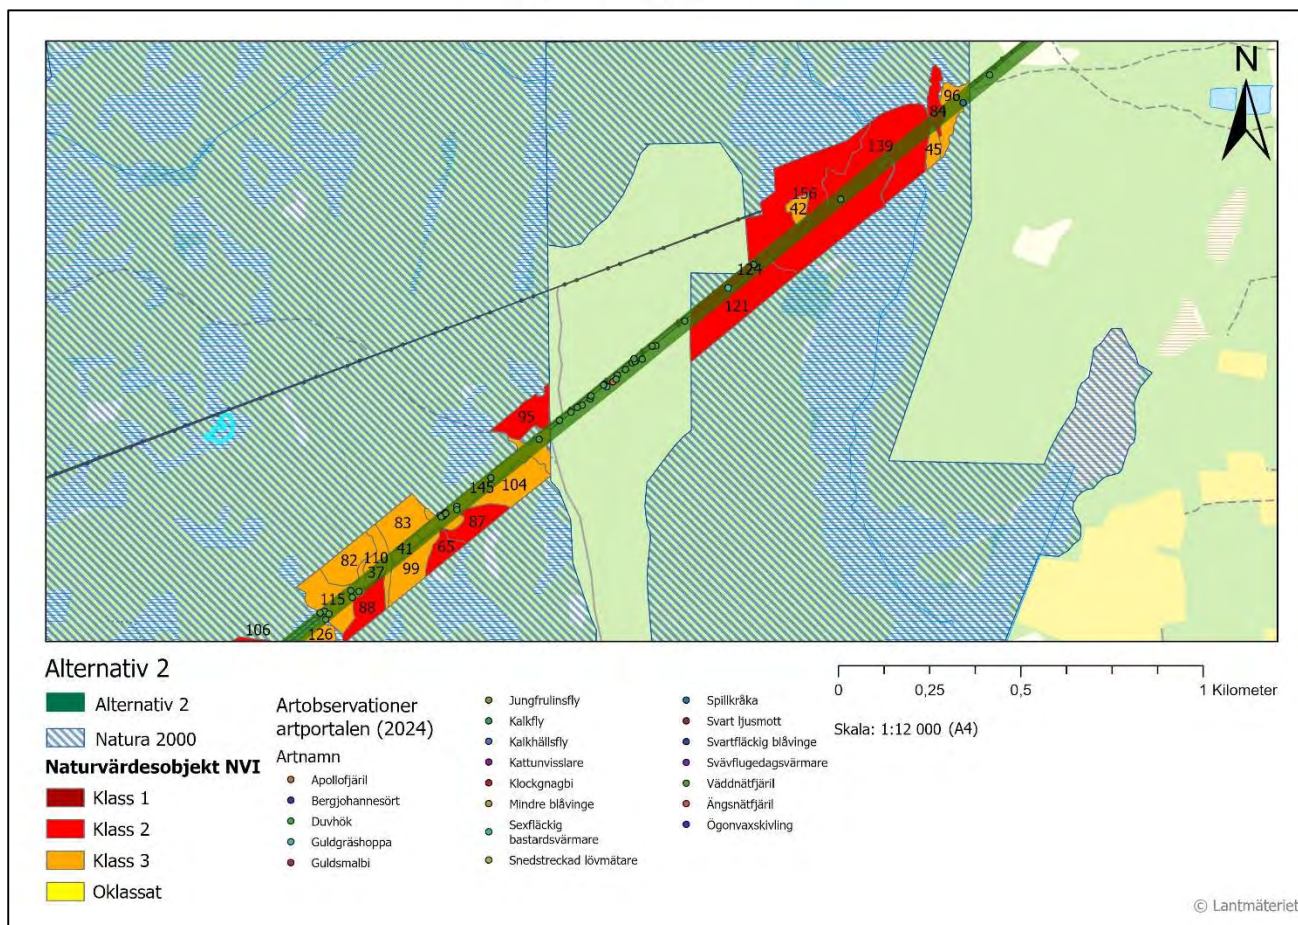 N
96
84
139
45
156
42
124
121
95
104
145
83
87
82
110
41
65
37
99
115
88
106
126
Alternativ 2
Alternativ 2
Natura 2000
Naturvärdesobjekt NVI
Klass 1
Klass 2
Klass 3
Oklassat
Artobservationer
artportalen (2024)
Artnamn
Apollofjäril
Bergjohannesört
Duvhök
Guldgräshoppa
Guldsmalbi
Jungfrulinsfly
Kalkfly
Kalkhällsfly
Kattunvisslare
Klockgnagbi
Mindre blåvinge
Sexfläckig
bastardsvärmare
Snedstreckad lövmätare
Spillkråka
Svart ljusmott
Svartfläckig blåvinge
Svävflugedagsvärmare
Väddnätfjäril
Ängsnätfjäril
Ögonvaxskivling
0 0,25 0,5 1 Kilometer
Skala: 1:12 000 (A4)
© Lantmäteriet